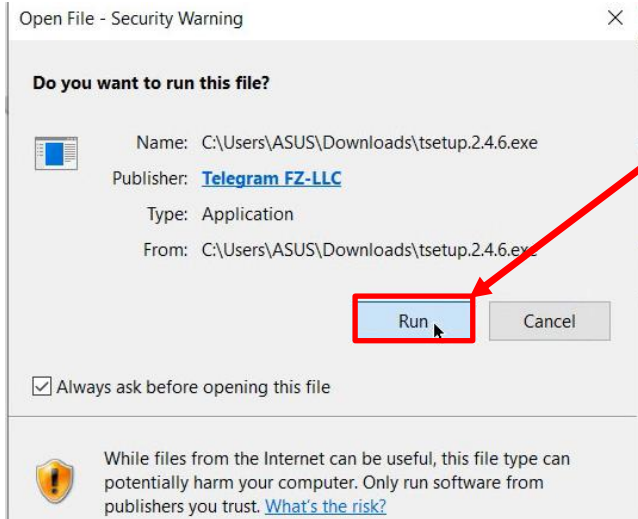 Open File - Security Warning
Do you want to run this file?
Name: C:\Users\ASUS\Downloads\tsetup.2.4.6.exe
Publisher: Telegram FZ-LLC
Type: Application
From: C:\Users\ASUS\Downloads\tsetup.2.4.6.exe
Run Cancel
Always ask before opening this file
While files from the Internet can be useful, this file type can
potentially harm your computer. Only run software from
publishers you trust. What's the risk?